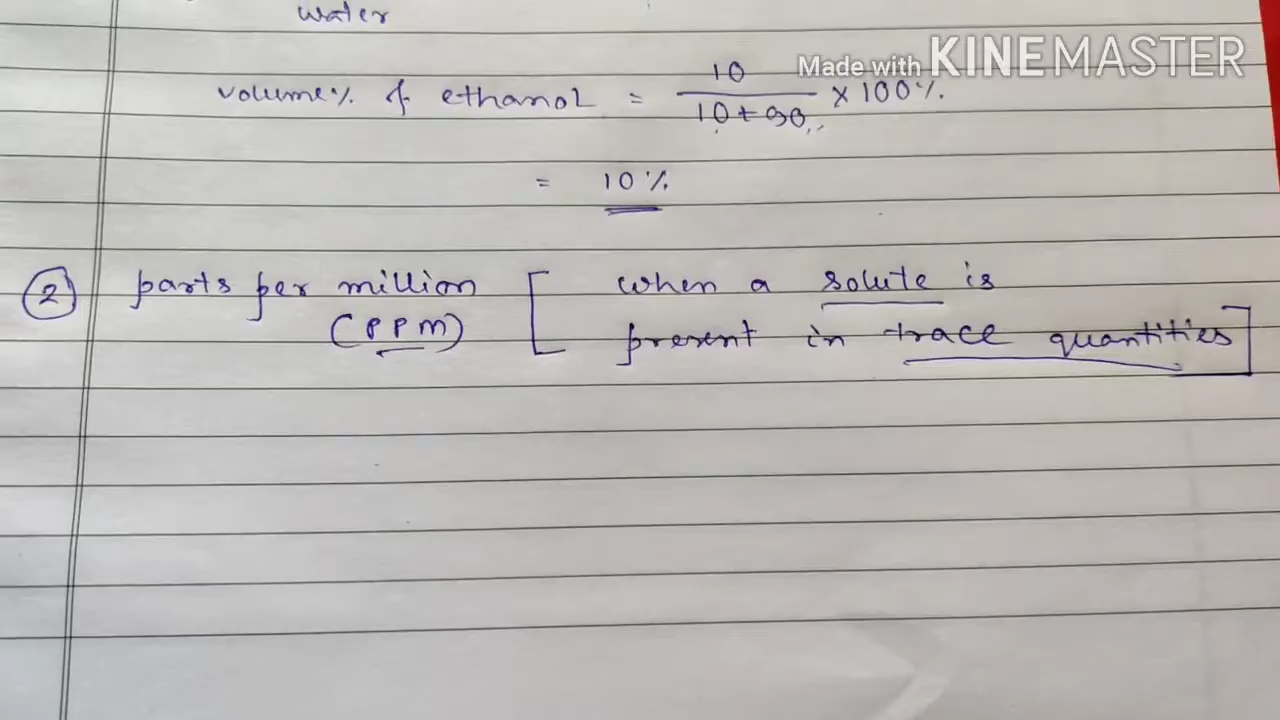 water
Made with KINEMASTER
volume% of ethanol = 10 / 10+90 × 100%.
= 10%
2 parts per million [ when a solute is
(PPM) present in trace quantities ]